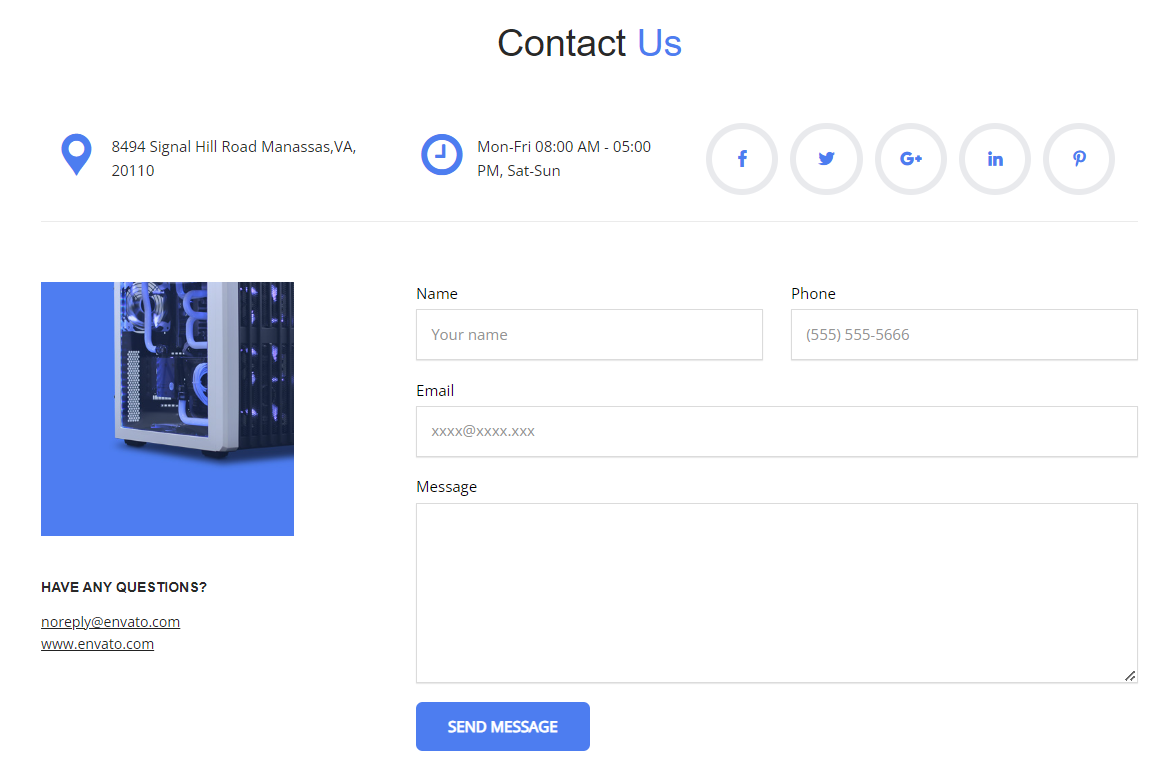 Contact Us
8494 Signal Hill Road Manassas,VA,
20110
Mon-Fri 08:00 AM - 05:00
PM, Sat-Sun
Name
Phone
Your name
(555) 555-5666
Email
xxxx@xxxx.xxx
Message
SEND MESSAGE
HAVE ANY QUESTIONS?
noreply@envato.com
www.envato.com